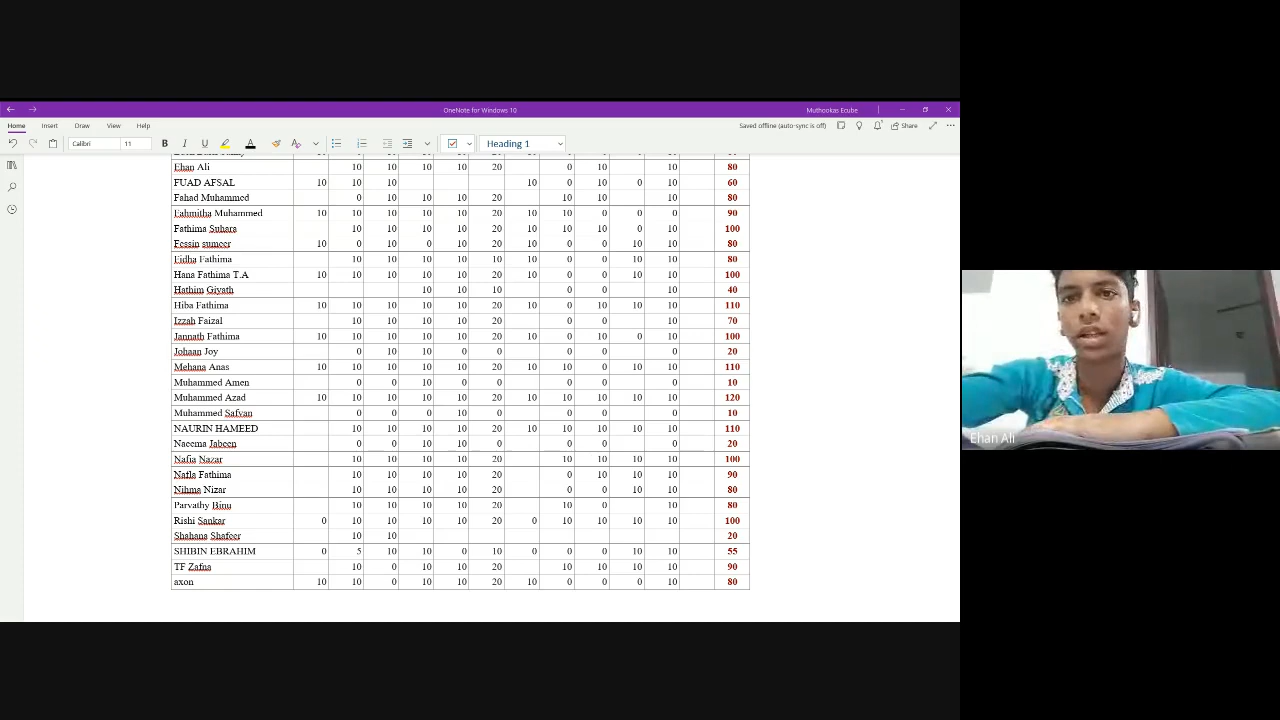 OneNote for Windows 10 Muthookas Ecube
Home Insert Draw View Help Saved offline (auto-sync is off) Share
Calibri 11 B I U A Heading 1
Ehan Ali 10 10 10 10 20 0 10 10 80
FUAD AFSAL 10 10 10 10 0 10 0 10 60
Fahad Muhammed 0 10 10 10 20 10 10 10 80
Fahmitha Muhammed 10 10 10 10 10 20 10 10 0 0 0 90
Fathima Suhara 10 10 10 10 20 10 10 10 0 10 100
Fessin sumeer 10 0 10 0 10 20 10 0 0 10 10 80
Fidha Fathima 10 10 10 10 10 10 0 0 10 10 80
Hana Fathima T.A 10 10 10 10 10 20 10 0 0 10 10 100
Hathim Giyath 10 10 10 0 0 10 40
Hiba Fathima 10 10 10 10 10 20 10 0 10 10 10 110
Izzah Faizal 10 10 10 10 20 0 0 10 70
Jannath Fathima 10 10 10 10 10 20 10 0 10 0 10 100
Johaan Joy 0 10 10 0 0 0 0 0 20
Mehana Anas 10 10 10 10 10 20 10 10 0 10 10 110
Muhammed Amen 0 0 10 0 0 0 0 0 10
Muhammed Azad 10 10 10 10 10 20 10 10 10 10 10 120
Muhammed Safvan 0 0 0 10 0 0 0 0 10
NAURIN HAMEED 10 10 10 10 20 10 10 10 10 10 110
Naeema Jabeen 0 0 10 10 0 0 0 0 20
Nafia Nazar 10 10 10 10 20 10 10 10 10 100
Nafla Fathima 10 10 10 10 20 0 10 10 10 90
Nihma Nizar 10 10 10 10 20 0 0 10 10 80
Parvathy Binu 10 10 10 10 20 10 0 10 80
Rishi Sankar 0 10 10 10 10 20 0 10 10 10 10 100
Shahana Shafeer 10 10 20
SHIBIN EBRAHIM 0 5 10 10 0 10 0 0 0 10 10 55
TF Zafna 10 0 10 10 20 10 10 10 10 90
axon 10 10 0 10 10 20 10 0 0 0 10 80
Ehan Ali